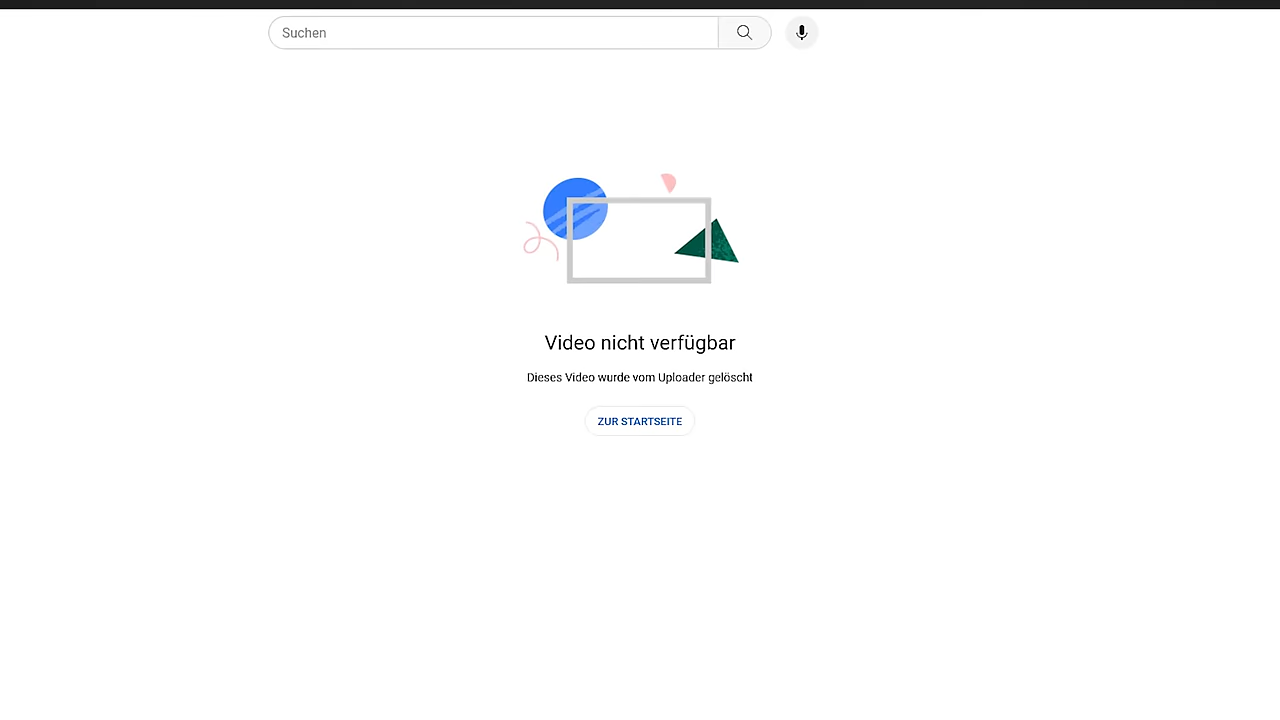 Suchen
Video nicht verfügbar
Dieses Video wurde vom Uploader gelöscht
ZUR STARTSEITE